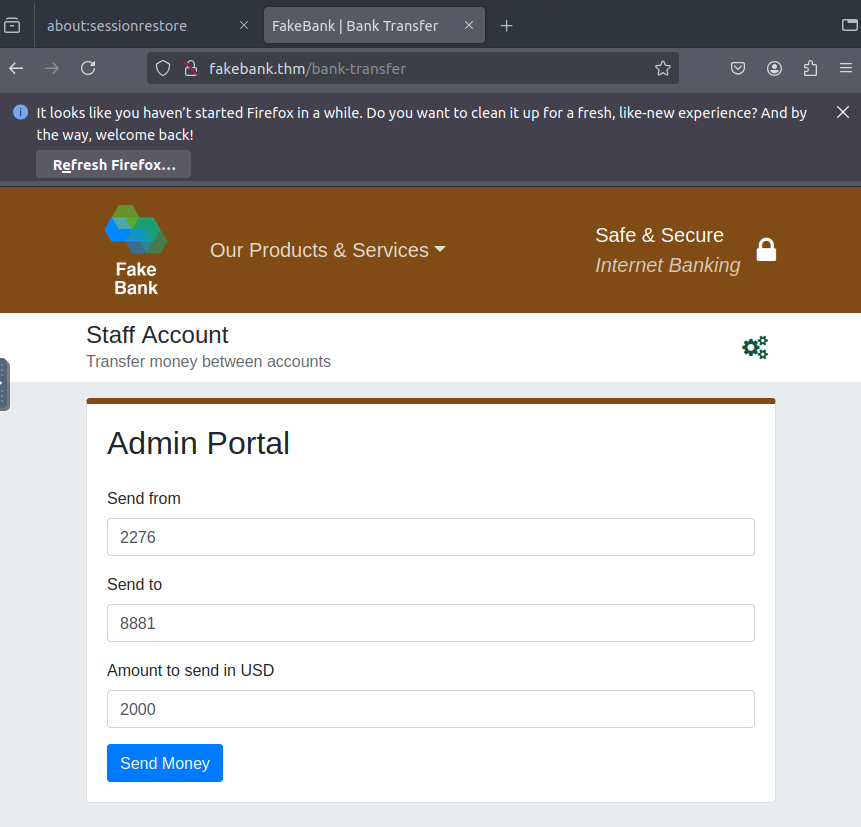 about:sessionrestore
FakeBank | Bank Transfer
fakebank.thm/bank-transfer
It looks like you haven’t started Firefox in a while. Do you want to clean it up for a fresh, like-new experience? And by
the way, welcome back!
Refresh Firefox…
Fake
Bank
Our Products & Services
Safe & Secure
Internet Banking
Staff Account
Transfer money between accounts
Admin Portal
Send from
2276
Send to
8881
Amount to send in USD
2000
Send Money